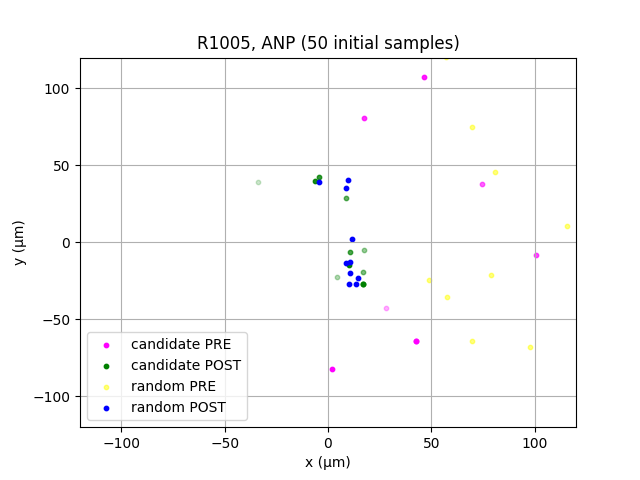 R1005, ANP (50 initial samples)
100
50
0
−50
−100
y (μm)
candidate PRE
candidate POST
random PRE
random POST
−100
−50
0
50
100
x (μm)